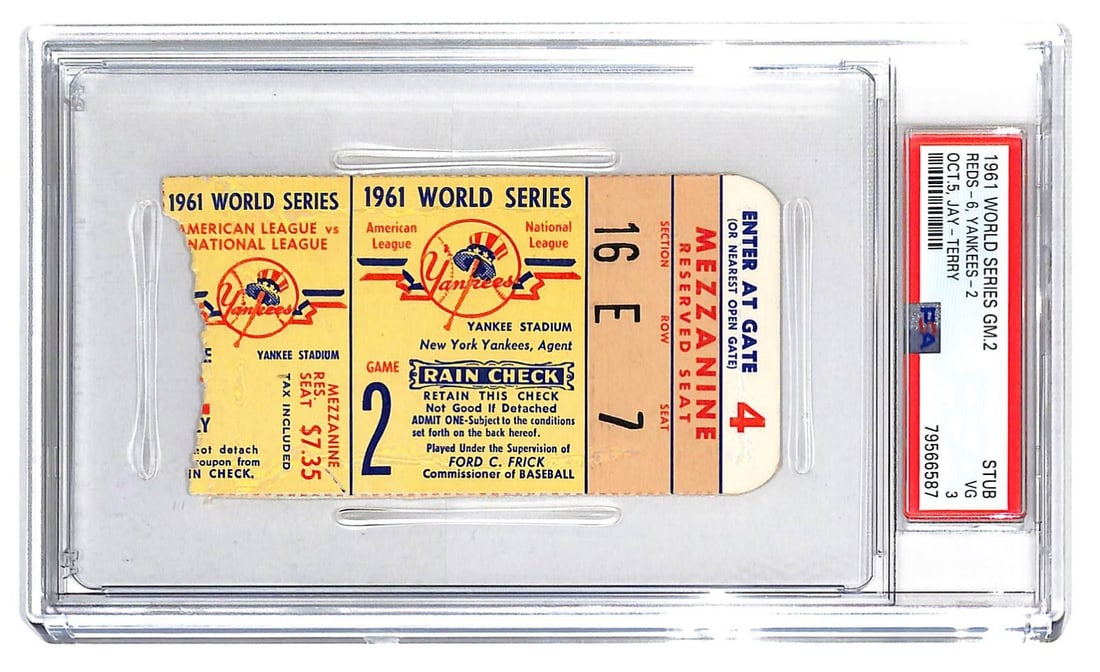 1961 WORLD SERIES
AMERICAN LEAGUE vs
NATIONAL LEAGUE
Yankees
YANKEE STADIUM
MEZZANINE
RES. SEAT $7.35
TAX INCLUDED
not detach
coupon from
IN CHECK.
1961 WORLD SERIES
American League
National League
Yankees
YANKEE STADIUM
New York Yankees, Agent
GAME
2
RAIN CHECK
RETAIN THIS CHECK
Not Good If Detached
ADMIT ONE-Subject to the conditions
set forth on the back hereof.
Played Under the Supervision of
FORD C. FRICK
Commissioner of BASEBALL
16 E 7
SECTION ROW SEAT
RESERVED SEAT
MEZZANINE
ENTER AT GATE 4
(OR NEAREST OPEN GATE)
1961 WORLD SERIES GM.2
REDS-6, YANKEES-2
OCT.5, JAY-TERRY
PSA
STUB
VG
3
79566587